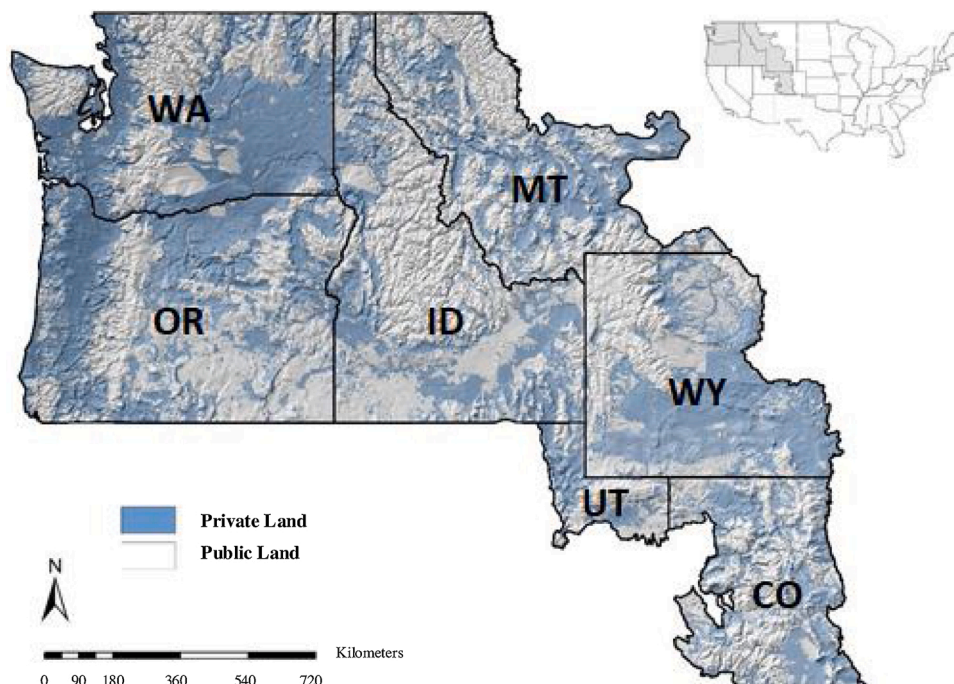 WA
MT
OR
ID
WY
UT
Private Land
Public Land
N
CO
Kilometers
0 90 180 360 540 720